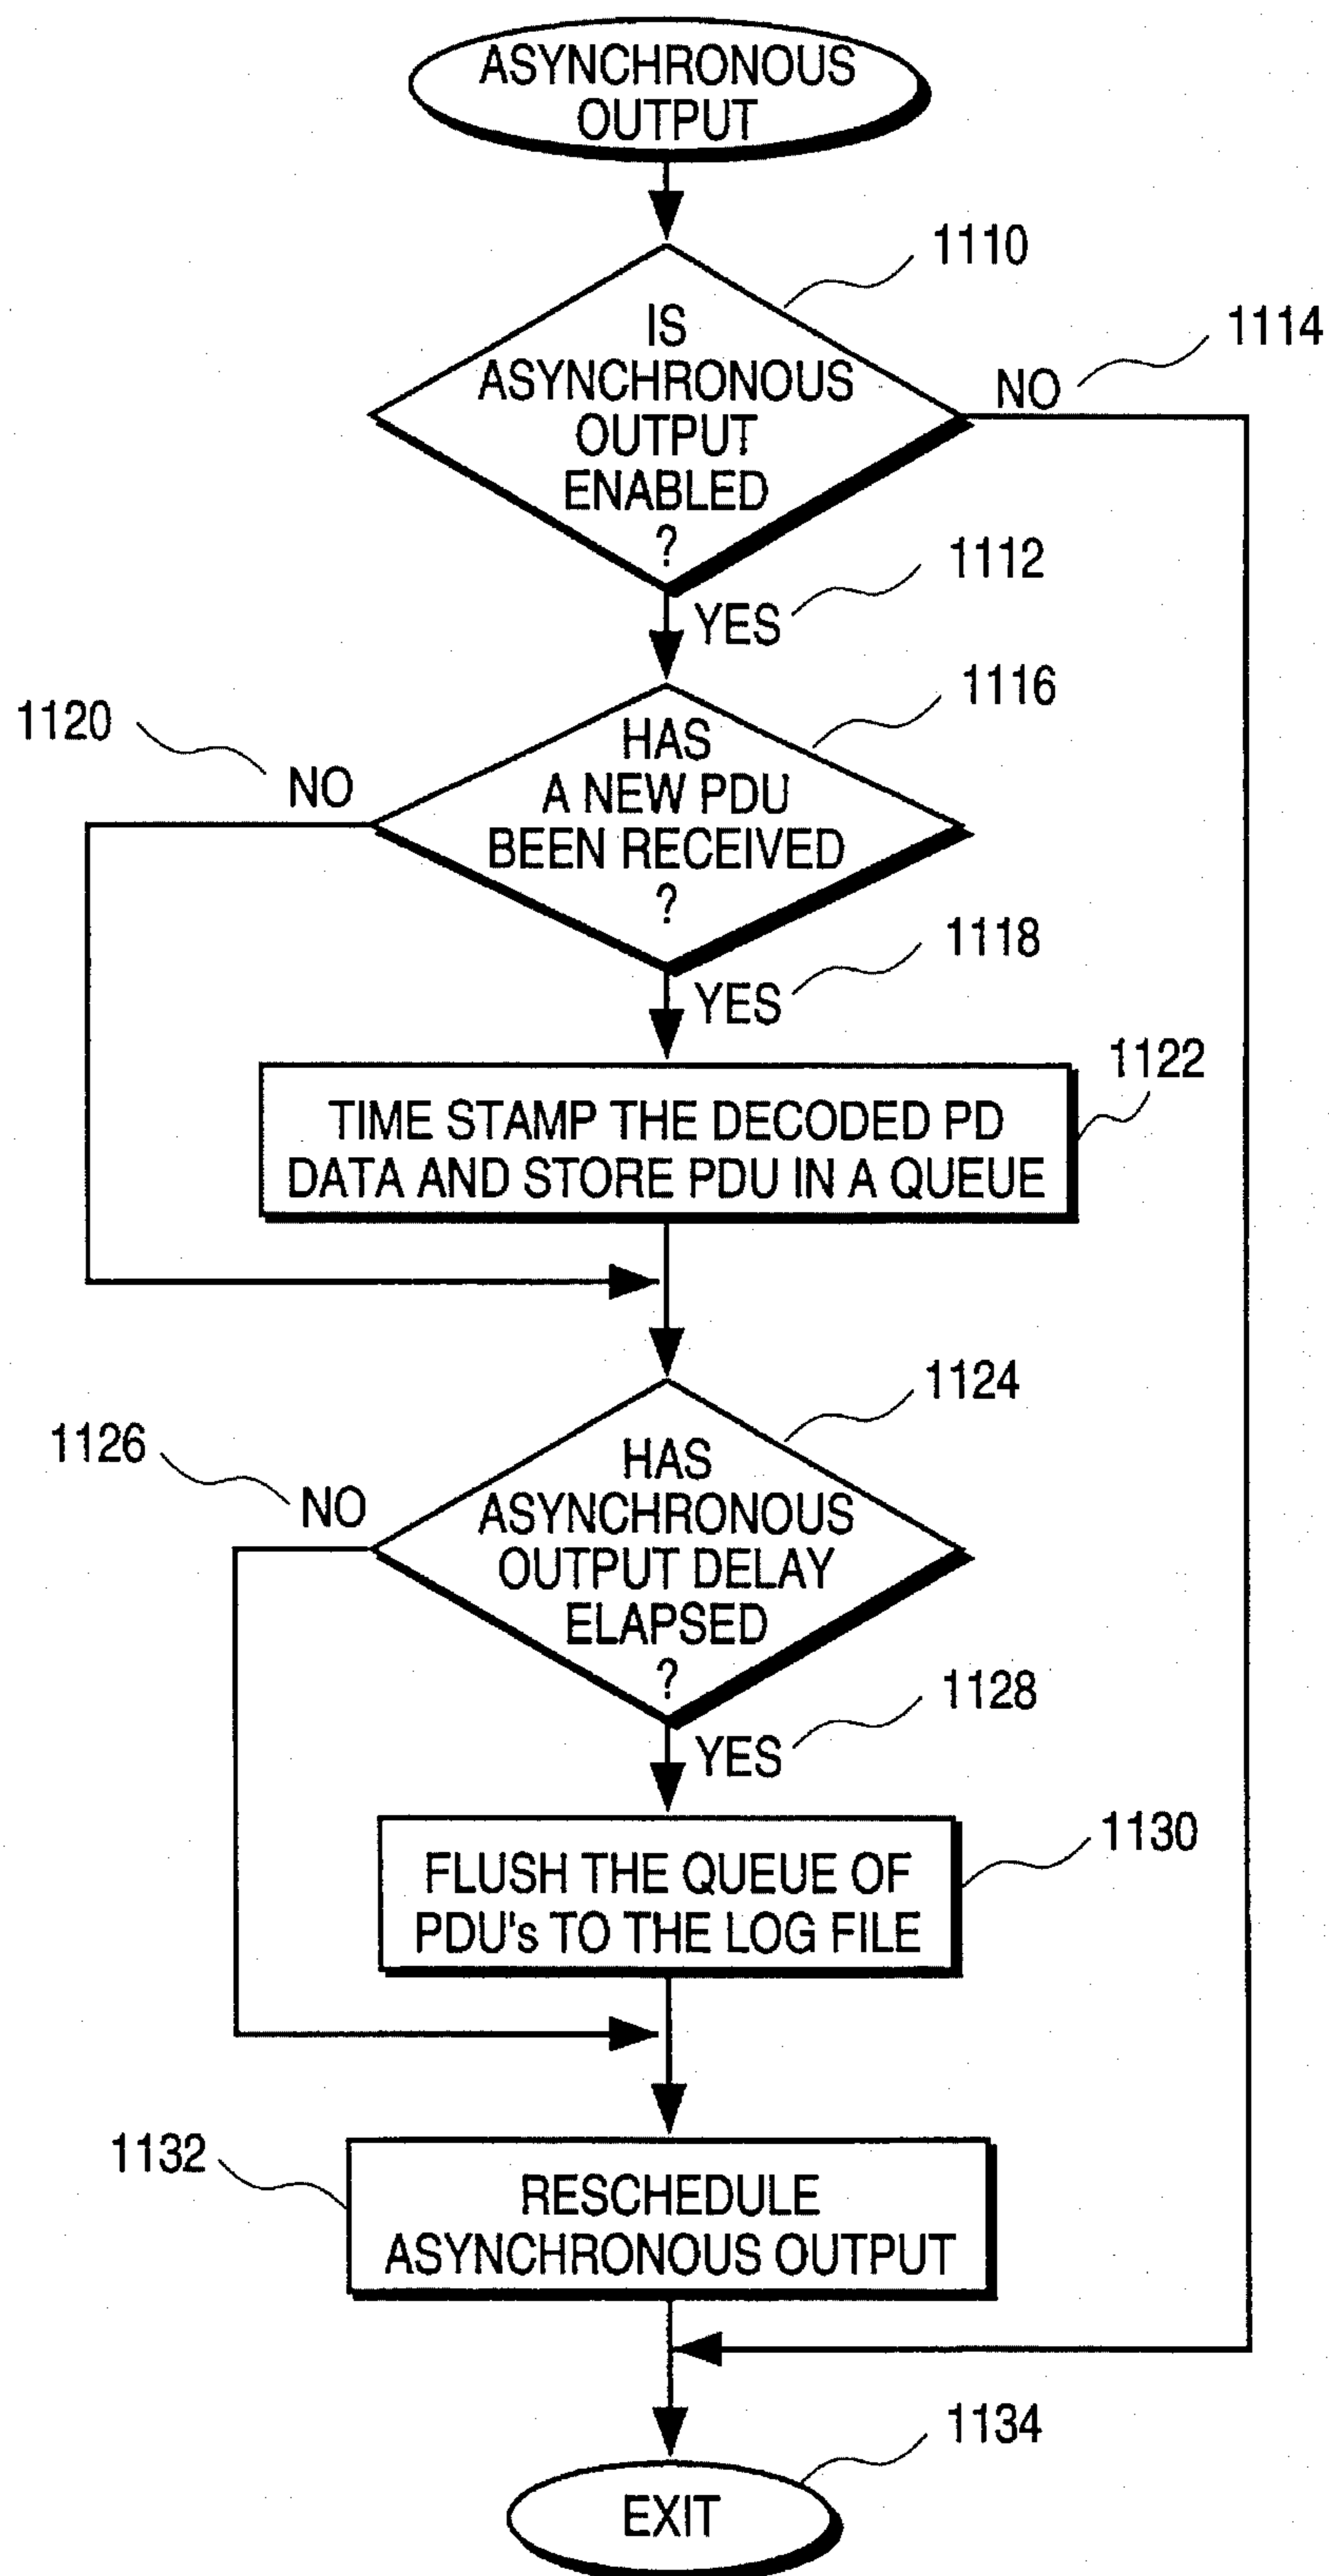 ASYNCHRONOUS
OUTPUT
1110
IS
ASYNCHRONOUS
OUTPUT
ENABLED
?
1114
NO
1112
YES
1116
HAS
A NEW PDU
BEEN RECEIVED
?
1120
NO
1118
YES
1122
TIME STAMP THE DECODED PD
DATA AND STORE PDU IN A QUEUE
1124
HAS
ASYNCHRONOUS
OUTPUT DELAY
ELAPSED
?
1126
NO
1128
YES
1130
FLUSH THE QUEUE OF
PDU's TO THE LOG FILE
1132
RESCHEDULE
ASYNCHRONOUS OUTPUT
1134
EXIT